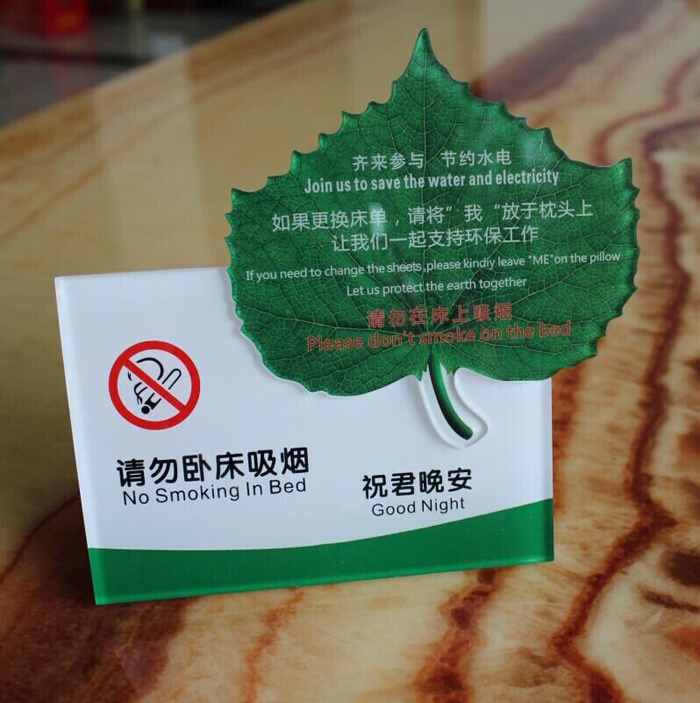 齐来参与 节约水电
Join us to save the water and electricity
如果更换床单，请将”我“放于枕头上
让我们一起支持环保工作
If you need to change the sheets,please kindly leave "ME"on the pillow
Let us protect the earth together
请勿在床上吸烟
Please don't smoke on the bed
请勿卧床吸烟
No Smoking In Bed
祝君晚安
Good Night